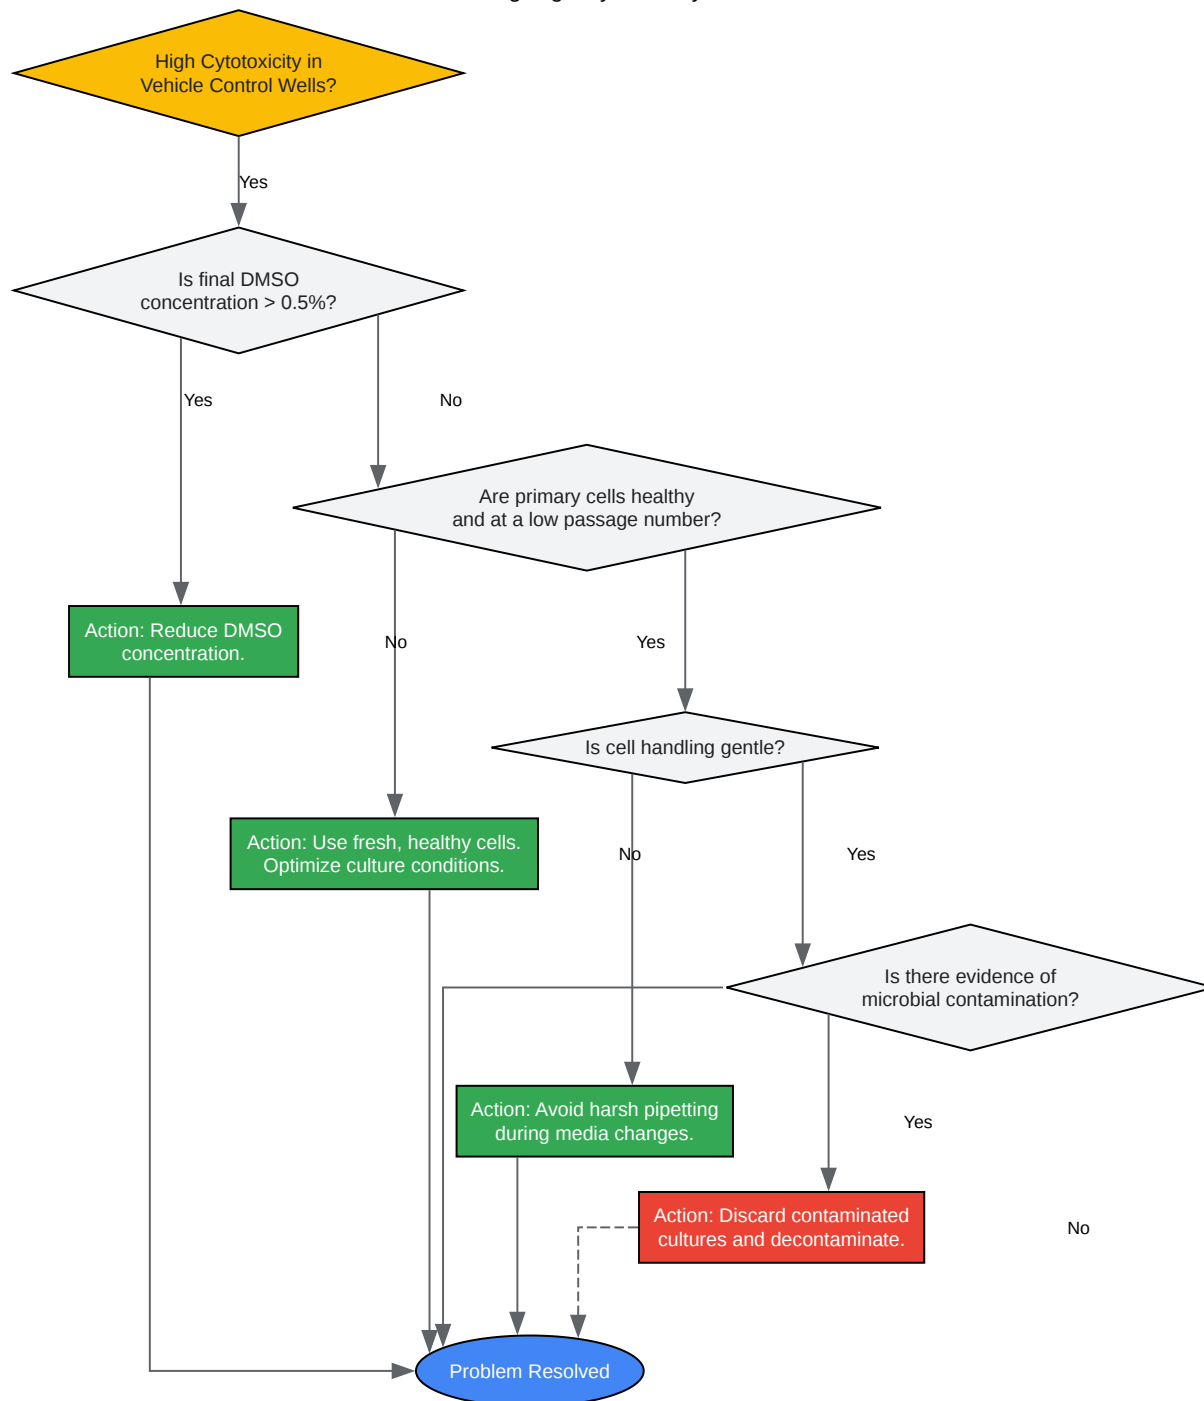 High Cytotoxicity in
Vehicle Control Wells?
Yes
Is final DMSO
concentration > 0.5%?
Yes
No
Are primary cells healthy
and at a low passage number?
Action: Reduce DMSO
concentration.
No
Yes
Is cell handling gentle?
Action: Use fresh, healthy cells.
Optimize culture conditions.
No
Yes
Is there evidence of
microbial contamination?
Action: Avoid harsh pipetting
during media changes.
Yes
Action: Discard contaminated
cultures and decontaminate.
No
Problem Resolved